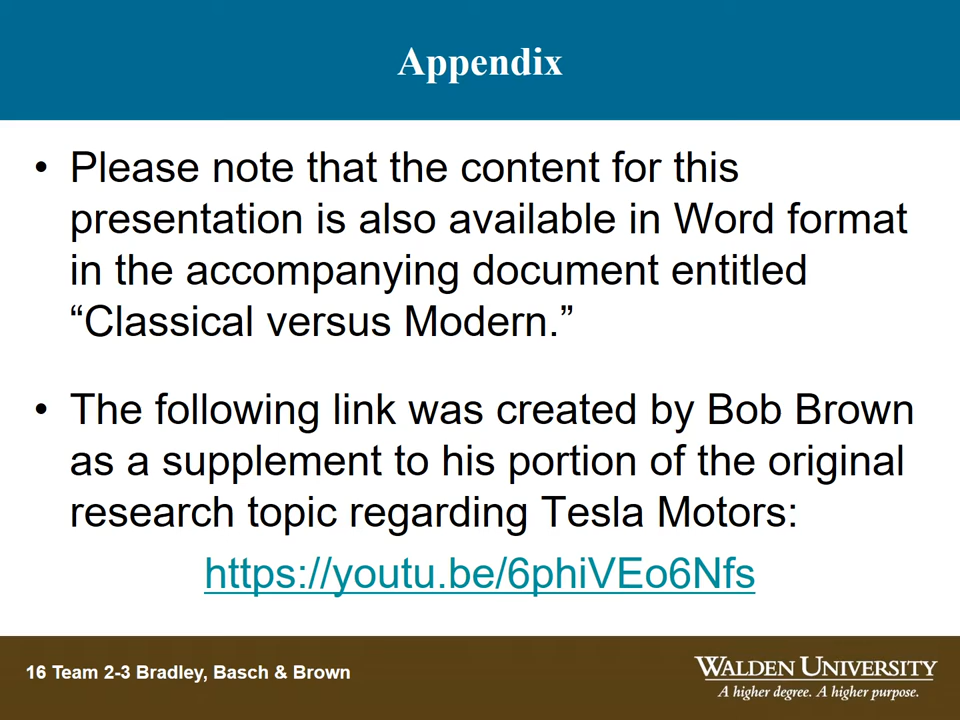 Appendix
• Please note that the content for this
presentation is also available in Word format
in the accompanying document entitled
“Classical versus Modern.”
• The following link was created by Bob Brown
as a supplement to his portion of the original
research topic regarding Tesla Motors:
https://youtu.be/6phiVEo6Nfs
16 Team 2-3 Bradley, Basch & Brown
WALDEN UNIVERSITY
A higher degree. A higher purpose.